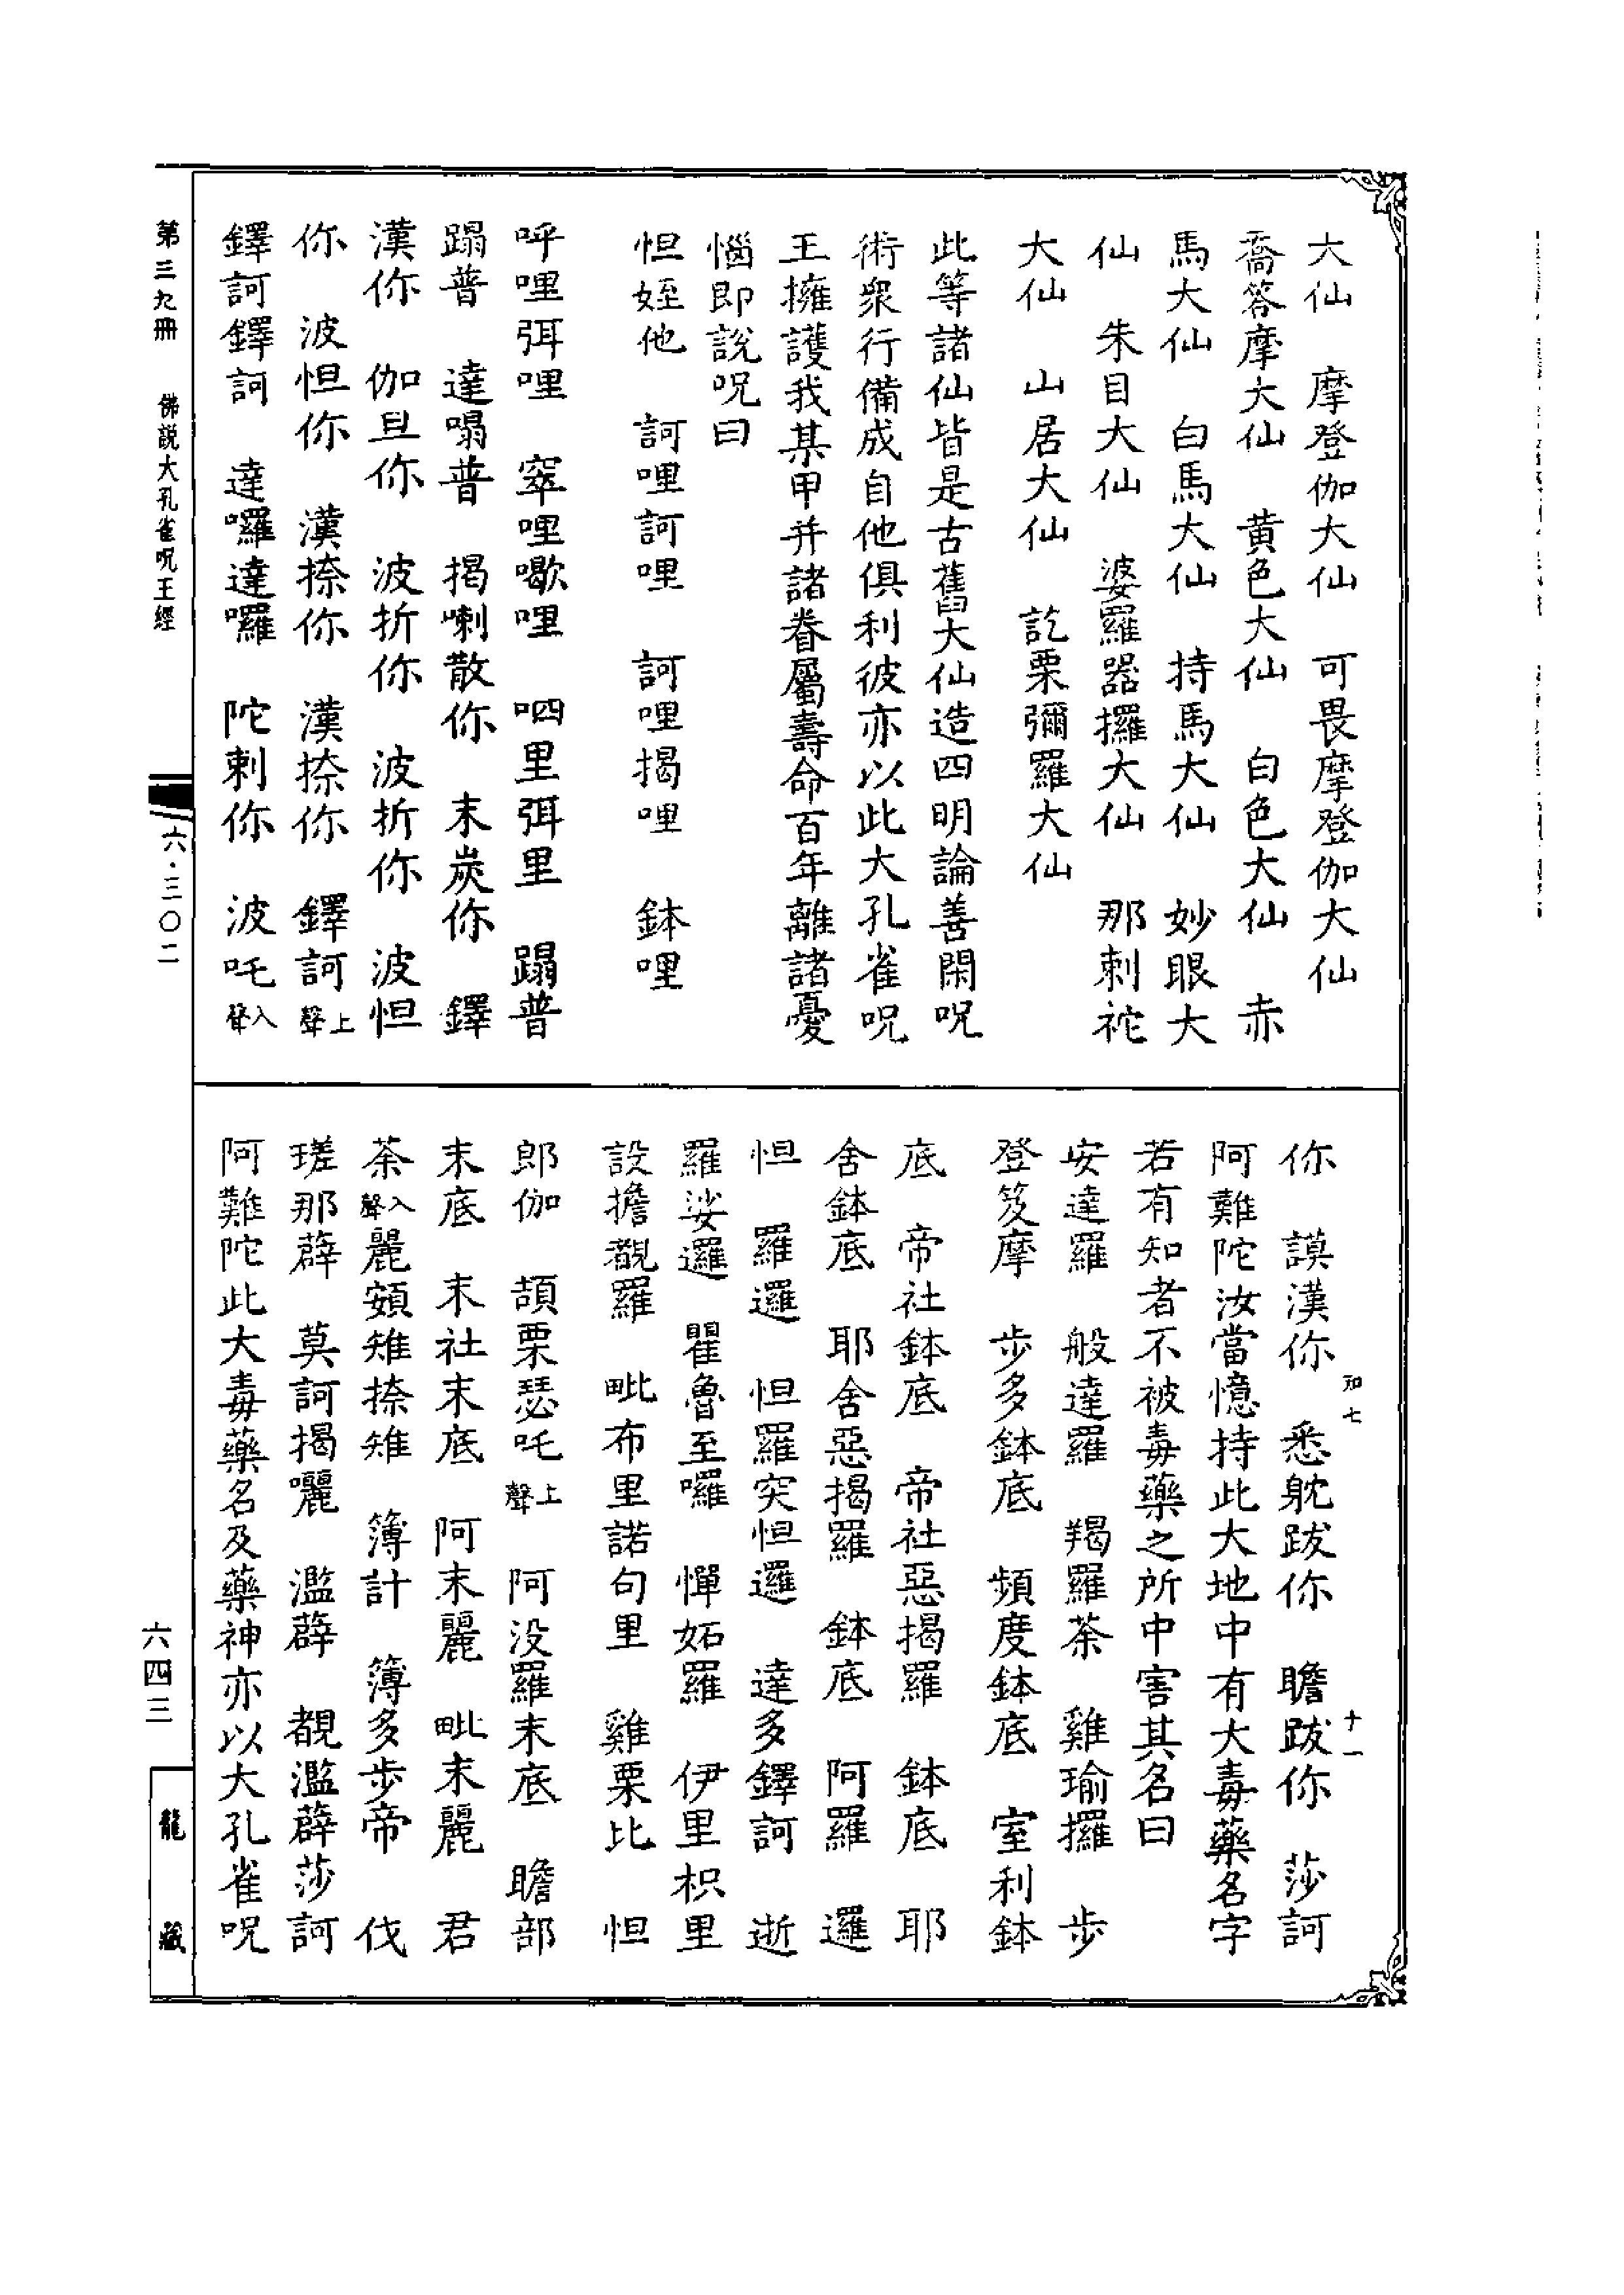 大仙　摩登伽大仙　可畏摩登伽大仙
喬答摩大仙　黄色大仙　白色大仙　赤
馬大仙　白馬大仙　持馬大仙　妙眼大
仙　朱目大仙　婆羅器攞大仙　那剌祂
大仙　山居大仙　訖栗彌羅大仙
此等諸仙皆是古舊大仙造四明論善閑呪
術衆行備成自他俱利彼亦以此大孔雀呪
王擁護我某甲并諸眷屬壽命百年離諸憂
惱即説呪曰
怛姪他　訶哩訶哩　訶哩揭哩　鉢哩
呼哩弭哩　窣哩歇哩　呬里弭里　蹋普
蹋普　達嗢普　揭喇散你　末炭你　鐸
漢你　伽旦你　波折你　波折你　波怛
你　波怛你　漢捺你　漢捺你　鐸訶上聲
鐸訶鐸訶　達囉達囉　陀剌你　波吒入聲
你　謨漢你　悉躭跋你　瞻跋你　莎訶
阿難陀汝當憶持此大地中有大毒藥名字
若有知者不被毒藥之所中害其名曰
安達羅　般達羅　羯羅荼　雞瑜攞　步
登笈摩　步多鉢底　頻度鉢底　室利鉢
底　帝社鉢底　帝社惡揭羅　鉢底　耶
舍鉢底　耶舍惡揭羅　鉢底　阿羅　邏
怛　羅邏　怛羅突怛邏　達多鐸訶　逝
羅娑邏　瞿魯至囉　憚妬羅　伊里枳里
設擔覩羅　毗布里諾句里　雞栗比　怛
郎伽　頡栗瑟吒上聲　阿没羅末底　瞻部
末底　末社末底　阿末麗　毗末麗　君
荼入聲麗頞雉捺雉　簿計　簿多步帝　伐
瑳那薜　莫訶揭囇　濫薜　覩濫薜莎訶
阿難陀此大毒藥名及藥神亦以大孔雀呪
第三九冊　佛説大孔雀呪王經
六·三〇二
六四三
龍藏
知七
十一